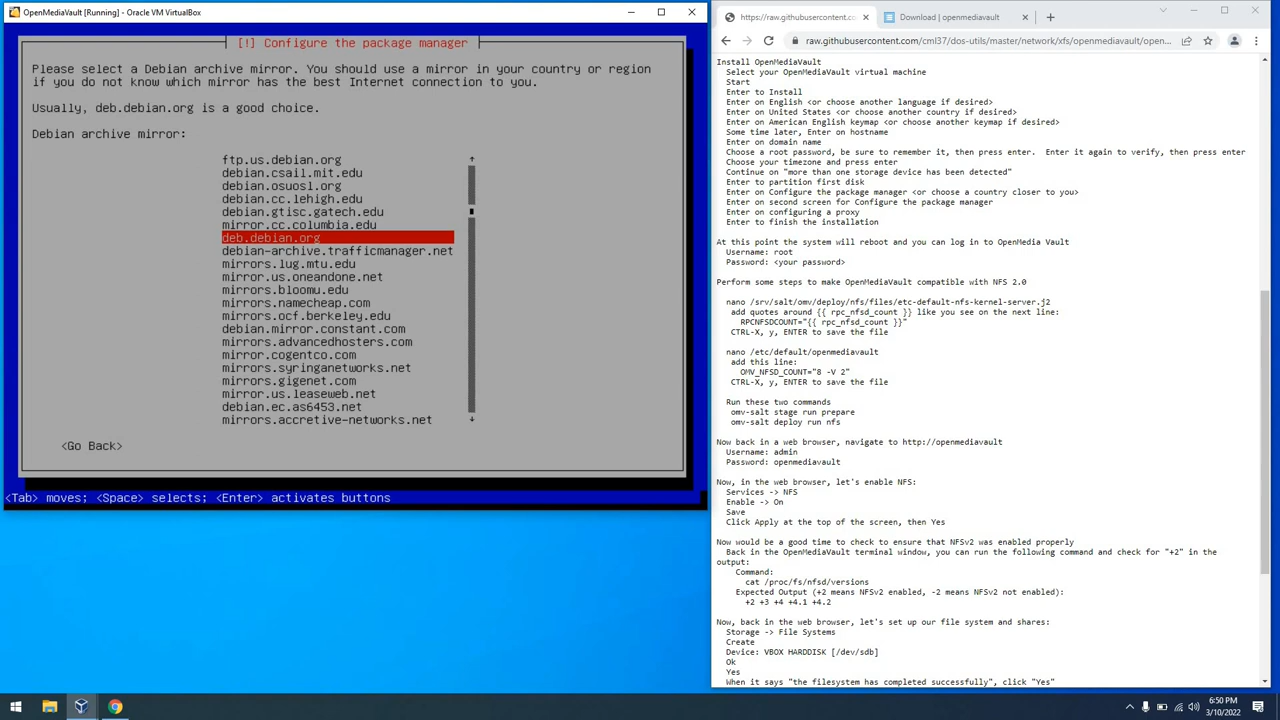 OpenMediaVault [Running] - Oracle VM VirtualBox
[!] Configure the package manager
Please select a Debian archive mirror. You should use a mirror in your country or region
if you do not know which mirror has the best Internet connection to you.
Usually, deb.debian.org is a good choice.
Debian archive mirror:
ftp.us.debian.org
debian.csail.mit.edu
debian.osuosl.org
debian.cc.lehigh.edu
debian.gtisc.gatech.edu
mirror.cc.columbia.edu
deb.debian.org
debian-archive.trafficmanager.net
mirrors.lug.mtu.edu
mirror.us.oneandone.net
mirrors.bloomu.edu
mirrors.namecheap.com
mirrors.ocf.berkeley.edu
debian.mirror.constant.com
mirrors.advancedhosters.com
mirror.cogentco.com
mirrors.syringanetworks.net
mirrors.gigenet.com
mirror.us.leaseweb.net
debian.ec.as6453.net
mirrors.accretive-networks.net
<Go Back>
<Tab> moves; <Space> selects; <Enter> activates buttons
https://raw.githubusercontent.co
Download | openmediavault
raw.githubusercontent.com/cml37/dos-utils/master/network/xfs/openmediavault/open...
Install OpenMediaVault
Select your OpenMediaVault virtual machine
Start
Enter to Install
Enter on English <or choose another language if desired>
Enter on United States <or choose another country if desired>
Enter on American English keymap <or choose another keymap if desired>
Some time later, Enter on hostname
Enter on domain name
Choose a root password, be sure to remember it, then press enter.  Enter it again to verify, then press enter
Choose your timezone and press enter
Continue on "more than one storage device has been detected"
Enter to partition first disk
Enter on Configure the package manager <or choose a country closer to you>
Enter on second screen for Configure the package manager
Enter on configuring a proxy
Enter to finish the installation
At this point the system will reboot and you can log in to OpenMedia Vault
Username: root
Password: <your password>
Perform some steps to make OpenMediaVault compatible with NFS 2.0
nano /srv/salt/omv/deploy/nfs/files/etc-default-nfs-kernel-server.j2
add quotes around {{ rpc_nfsd_count }} like you see on the next line:
RPCNFSDCOUNT="{{ rpc_nfsd_count }}"
CTRL-X, y, ENTER to save the file
nano /etc/default/openmediavault
add this line:
OMV_NFSD_COUNT="8 -V 2"
CTRL-X, y, ENTER to save the file
Run these two commands
omv-salt stage run prepare
omv-salt deploy run nfs
Now back in a web browser, navigate to http://openmediavault
Username: admin
Password: openmediavault
Now, in the web browser, let's enable NFS:
Services -> NFS
Enable -> On
Save
Click Apply at the top of the screen, then Yes
Now would be a good time to check to ensure that NFSv2 was enabled properly
Back in the OpenMediaVault terminal window, you can run the following command and check for "+2" in the
output:
Command:
cat /proc/fs/nfsd/versions
Expected Output (+2 means NFSv2 enabled, -2 means NFSv2 not enabled):
+2 +3 +4 +4.1 +4.2
Now, back in the web browser, let's set up our file system and shares:
Storage -> File Systems
Create
Device: VBOX HARDDISK [/dev/sdb]
Ok
Yes
When it says "the filesystem has completed successfully", click "Yes"
6:50 PM
3/10/2022